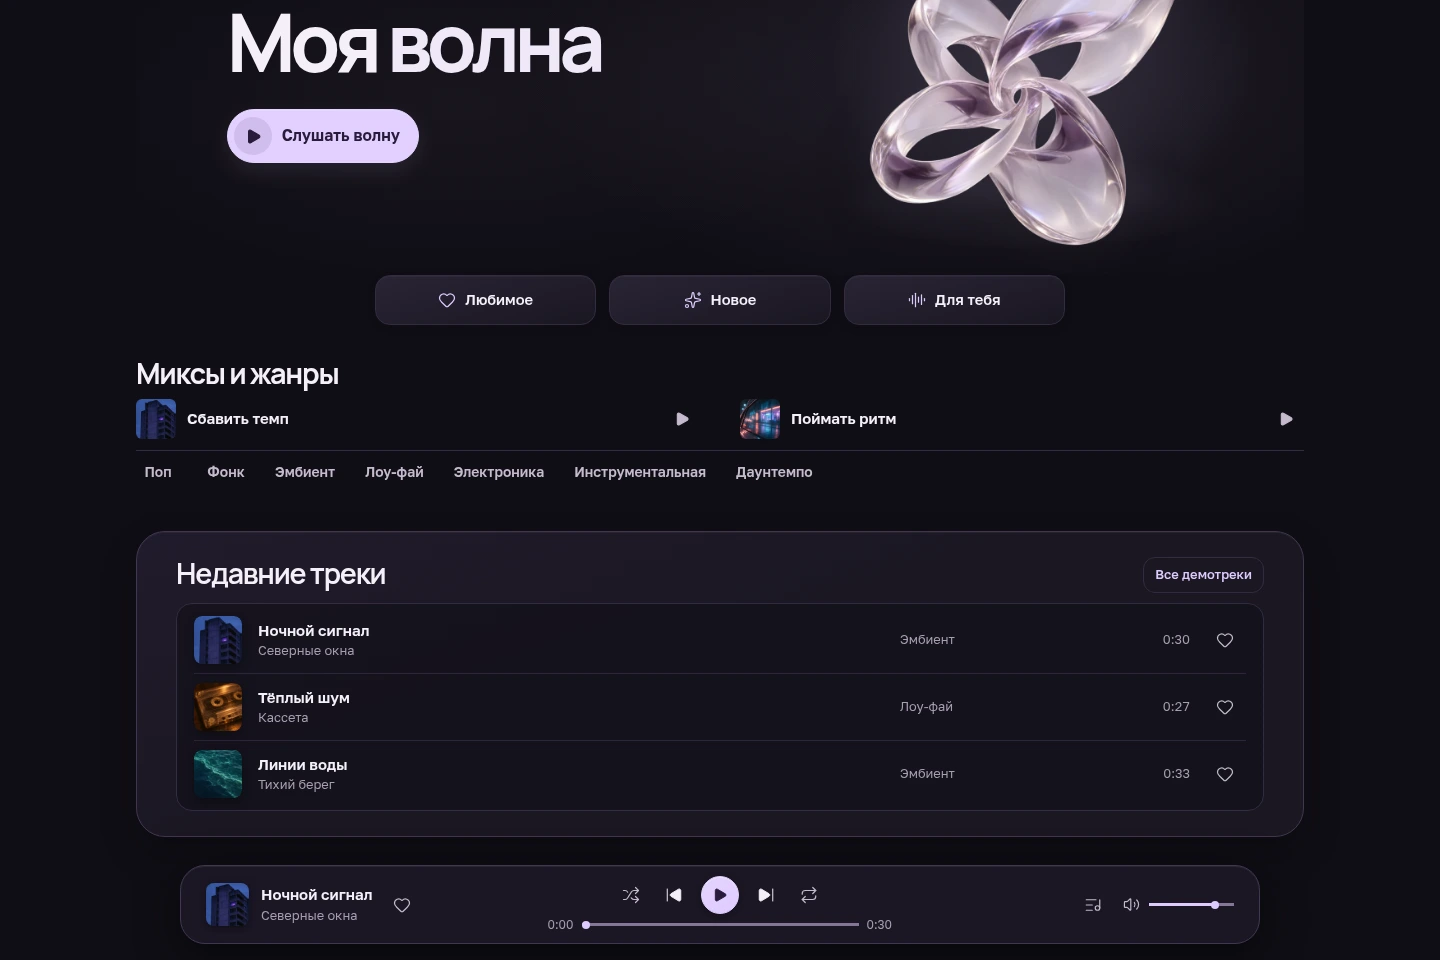 Моя волна
Слушать волну
Любимое
Новое
Для тебя
Миксы и жанры
Сбавить темп
Поймать ритм
Поп
Фонк
Эмбиент
Лоу-фай
Электроника
Инструментальная
Даунтемпо
Недавние треки
Все демотреки
Ночной сигнал
Северные окна
Эмбиент
0:30
Тёплый шум
Кассета
Лоу-фай
0:27
Линии воды
Тихий берег
Эмбиент
0:33
Ночной сигнал
Северные окна
0:00
0:30